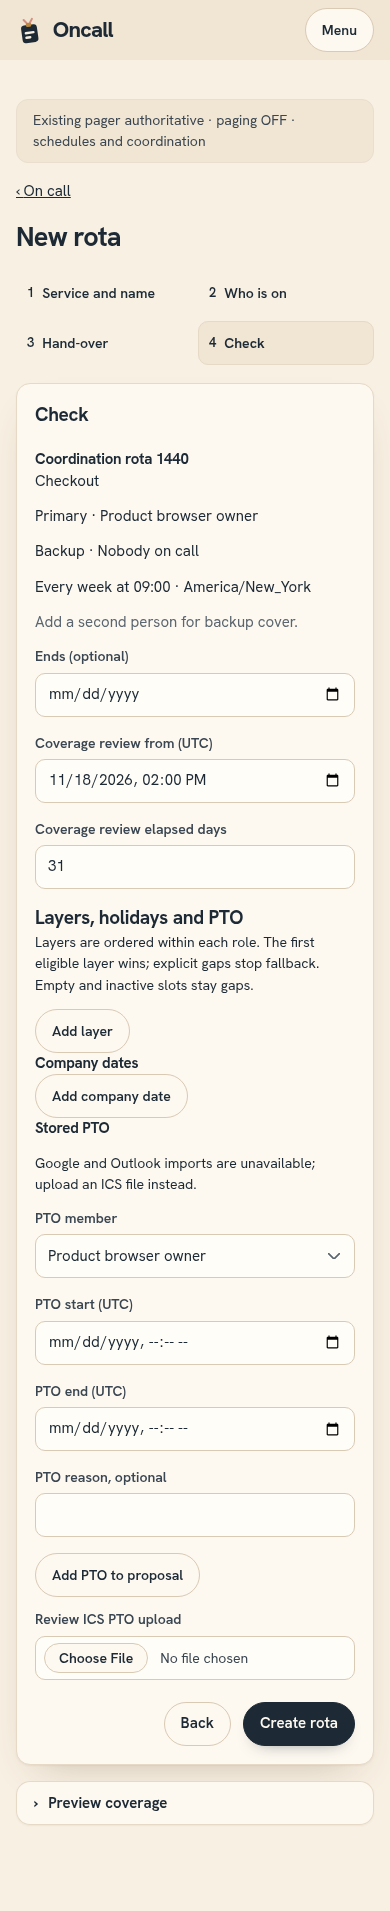 Oncall
Menu
Existing pager authoritative · paging OFF ·
schedules and coordination
‹ On call
New rota
1 Service and name
2 Who is on
3 Hand-over
4 Check
Check
Coordination rota 1440
Checkout
Primary · Product browser owner
Backup · Nobody on call
Every week at 09:00 · America/New_York
Add a second person for backup cover.
Ends (optional)
mm/dd/yyyy
Coverage review from (UTC)
11/18/2026, 02:00 PM
Coverage review elapsed days
31
Layers, holidays and PTO
Layers are ordered within each role. The first
eligible layer wins; explicit gaps stop fallback.
Empty and inactive slots stay gaps.
Add layer
Company dates
Add company date
Stored PTO
Google and Outlook imports are unavailable;
upload an ICS file instead.
PTO member
Product browser owner
PTO start (UTC)
mm/dd/yyyy, --:-- --
PTO end (UTC)
mm/dd/yyyy, --:-- --
PTO reason, optional
Add PTO to proposal
Review ICS PTO upload
Choose File No file chosen
Back
Create rota
› Preview coverage